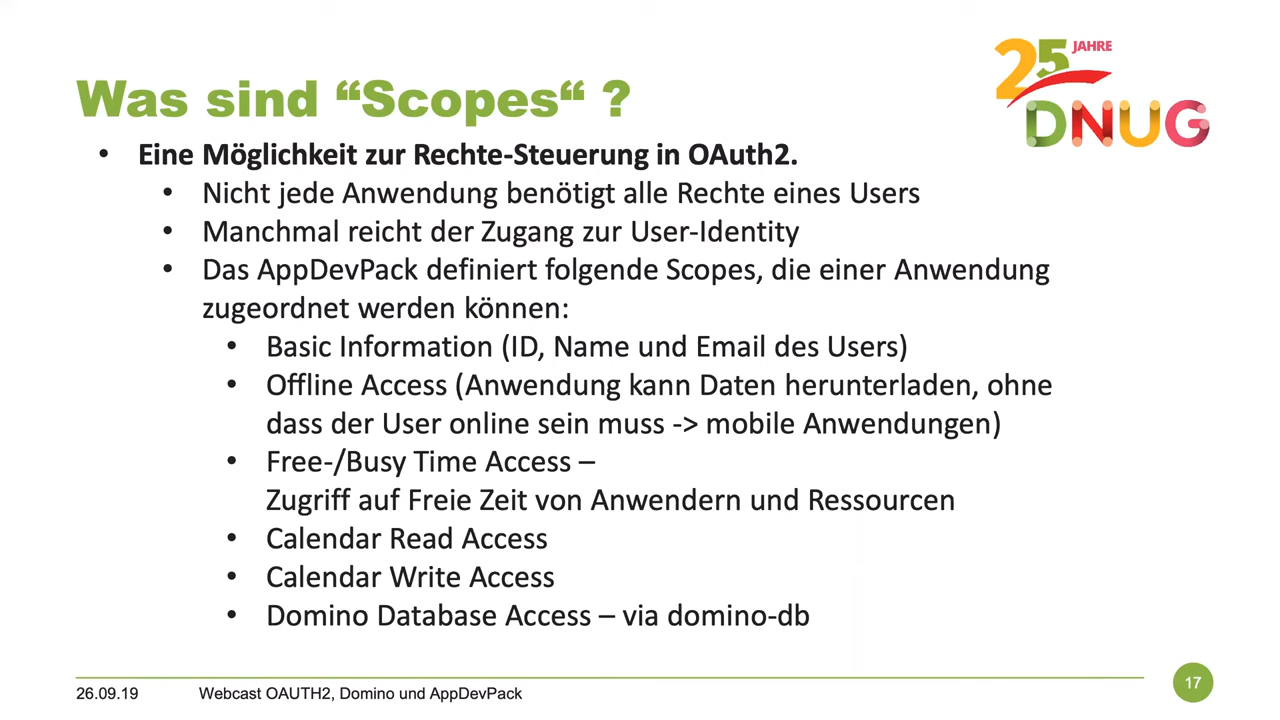 25 JAHRE
DNUG
Was sind “Scopes“ ?
• Eine Möglichkeit zur Rechte-Steuerung in OAuth2.
• Nicht jede Anwendung benötigt alle Rechte eines Users
• Manchmal reicht der Zugang zur User-Identity
• Das AppDevPack definiert folgende Scopes, die einer Anwendung
zugeordnet werden können:
• Basic Information (ID, Name und Email des Users)
• Offline Access (Anwendung kann Daten herunterladen, ohne
dass der User online sein muss -> mobile Anwendungen)
• Free-/Busy Time Access –
Zugriff auf Freie Zeit von Anwendern und Ressourcen
• Calendar Read Access
• Calendar Write Access
• Domino Database Access – via domino-db
26.09.19 Webcast OAUTH2, Domino und AppDevPack 17